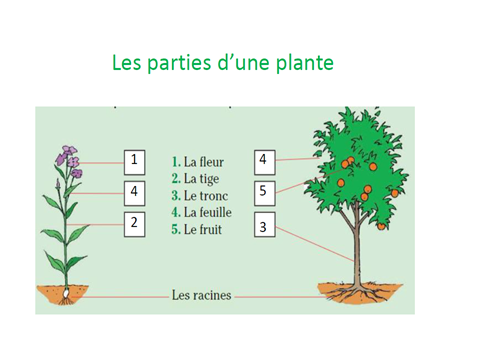 Les parties d'une plante
1
4
2
1. La fleur
2. La tige
3. Le tronc
4. La feuille
5. Le fruit
4
5
3
Les racines